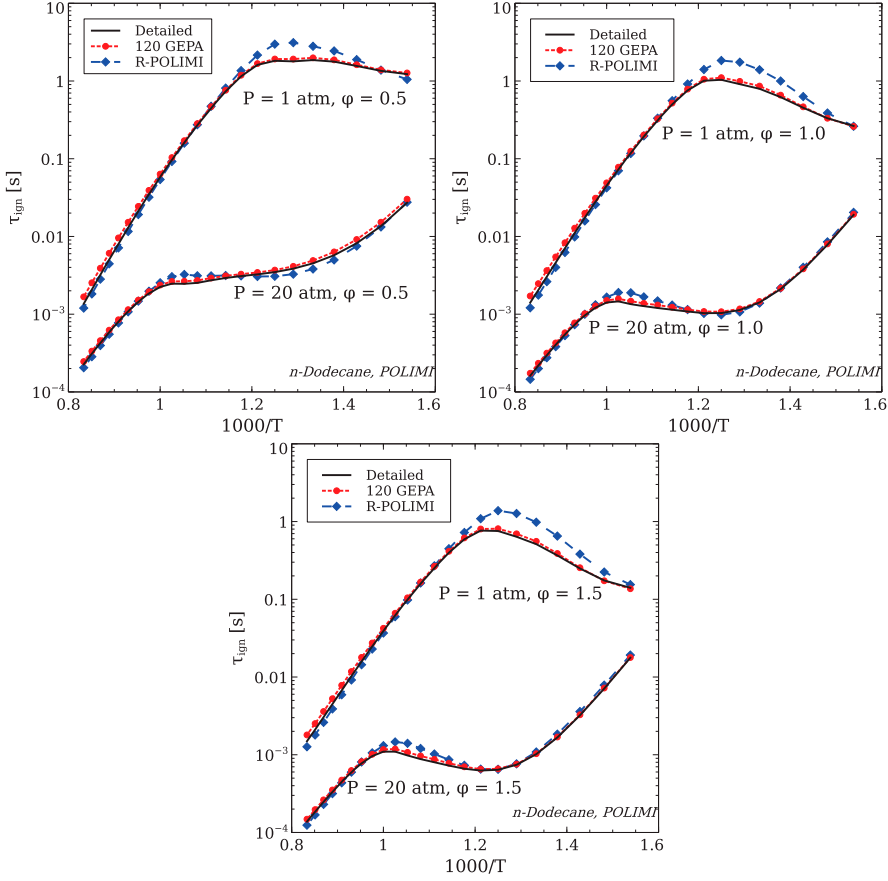 Detailed
120 GEPA
R-POLIMI
10
1
0.1
0.01
10⁻³
10⁻⁴
τign [s]
P = 1 atm, φ = 0.5
P = 20 atm, φ = 0.5
n-Dodecane, POLIMI
0.8 1 1.2 1.4 1.6
1000/T
Detailed
120 GEPA
R-POLIMI
10
1
0.1
0.01
10⁻³
10⁻⁴
τign [s]
P = 1 atm, φ = 1.0
P = 20 atm, φ = 1.0
n-Dodecane, POLIMI
0.8 1 1.2 1.4 1.6
1000/T
Detailed
120 GEPA
R-POLIMI
10
1
0.1
0.01
10⁻³
10⁻⁴
τign [s]
P = 1 atm, φ = 1.5
P = 20 atm, φ = 1.5
n-Dodecane, POLIMI
0.8 1 1.2 1.4 1.6
1000/T